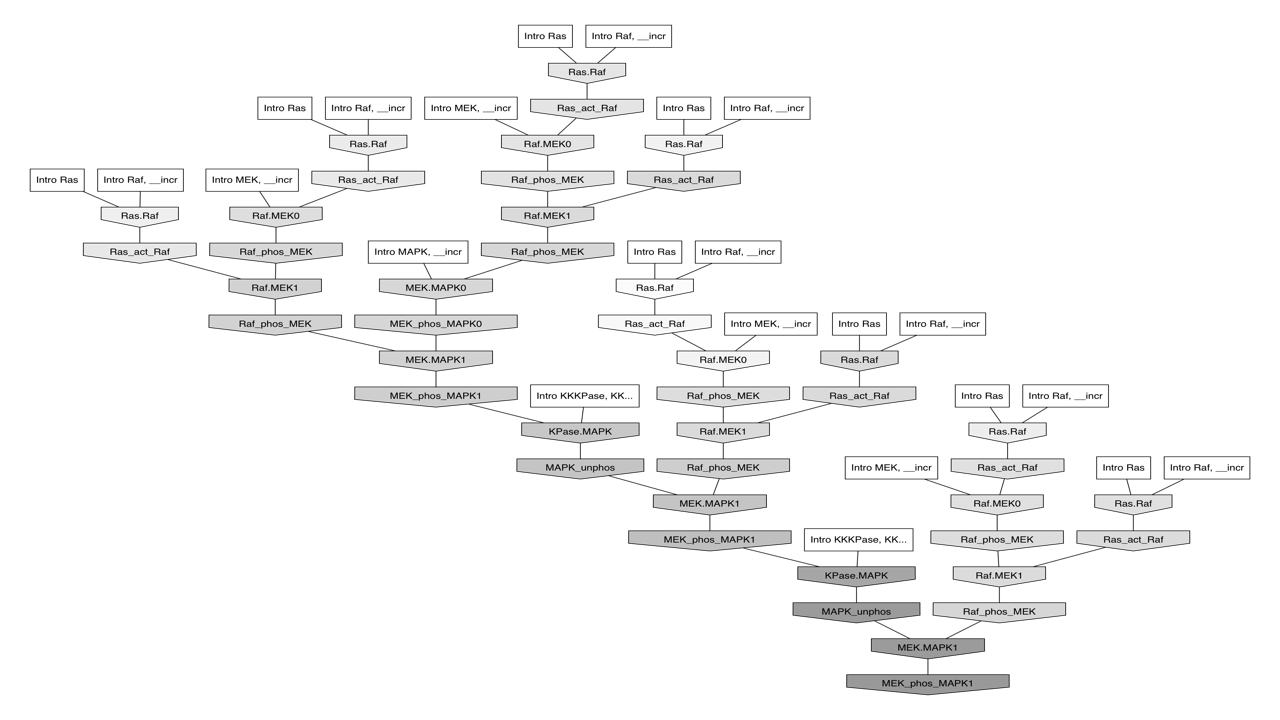 Intro Ras
Intro Raf, __incr
Ras.Raf
Intro Ras
Intro Raf, __incr
Intro MEK, __incr
Ras_act_Raf
Intro Ras
Intro Raf, __incr
Ras.Raf
Raf.MEK0
Ras.Raf
Intro Ras
Intro Raf, __incr
Intro MEK, __incr
Ras_act_Raf
Raf_phos_MEK
Ras_act_Raf
Ras.Raf
Raf.MEK0
Raf.MEK1
Ras_act_Raf
Raf_phos_MEK
Intro MAPK, __incr
Raf_phos_MEK
Intro Ras
Intro Raf, __incr
Raf.MEK1
MEK.MAPK0
Ras.Raf
Raf_phos_MEK
MEK_phos_MAPK0
Ras_act_Raf
Intro MEK, __incr
Intro Ras
Intro Raf, __incr
MEK.MAPK1
Raf.MEK0
Ras.Raf
MEK_phos_MAPK1
Intro KKKPase, KK...
Raf_phos_MEK
Ras_act_Raf
Intro Ras
Intro Raf, __incr
KPase.MAPK
Raf.MEK1
Ras.Raf
MAPK_unphos
Raf_phos_MEK
Intro MEK, __incr
Ras_act_Raf
Intro Ras
Intro Raf, __incr
MEK.MAPK1
Raf.MEK0
Ras.Raf
MEK_phos_MAPK1
Intro KKKPase, KK...
Raf_phos_MEK
Ras_act_Raf
KPase.MAPK
Raf.MEK1
MAPK_unphos
Raf_phos_MEK
MEK.MAPK1
MEK_phos_MAPK1